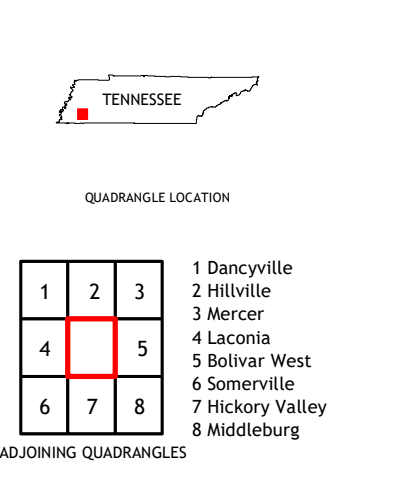 TENNESSEE
QUADRANGLE LOCATION
1 2 3
4 5
6 7 8
1 Dancyville
2 Hillville
3 Mercer
4 Laconia
5 Bolivar West
6 Somerville
7 Hickory Valley
8 Middleburg
ADJOINING QUADRANGLES